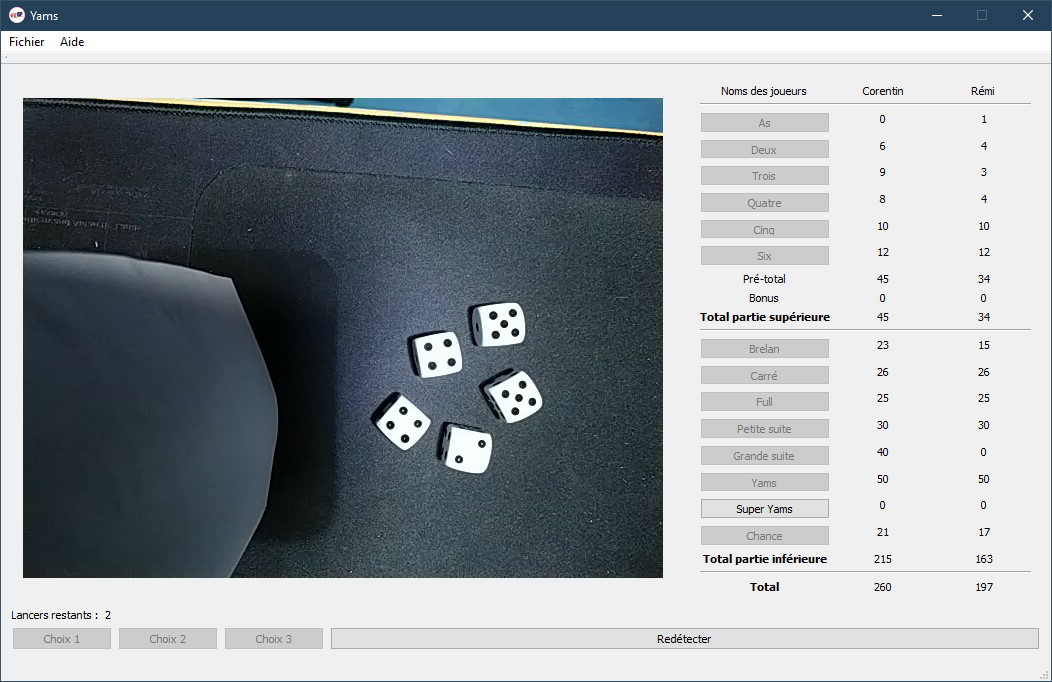 Yams
Fichier Aide
Noms des joueurs Corentin Rémi
As 0 1
Deux 6 4
Trois 9 3
Quatre 8 4
Cinq 10 10
Six 12 12
Pré-total 45 34
Bonus 0 0
Total partie supérieure 45 34
Brelan 23 15
Carré 26 26
Full 25 25
Petite suite 30 30
Grande suite 40 0
Yams 50 50
Super Yams 0 0
Chance 21 17
Total partie inférieure 215 163
Total 260 197
Lancers restants : 2
Choix 1 Choix 2 Choix 3 Redétecter